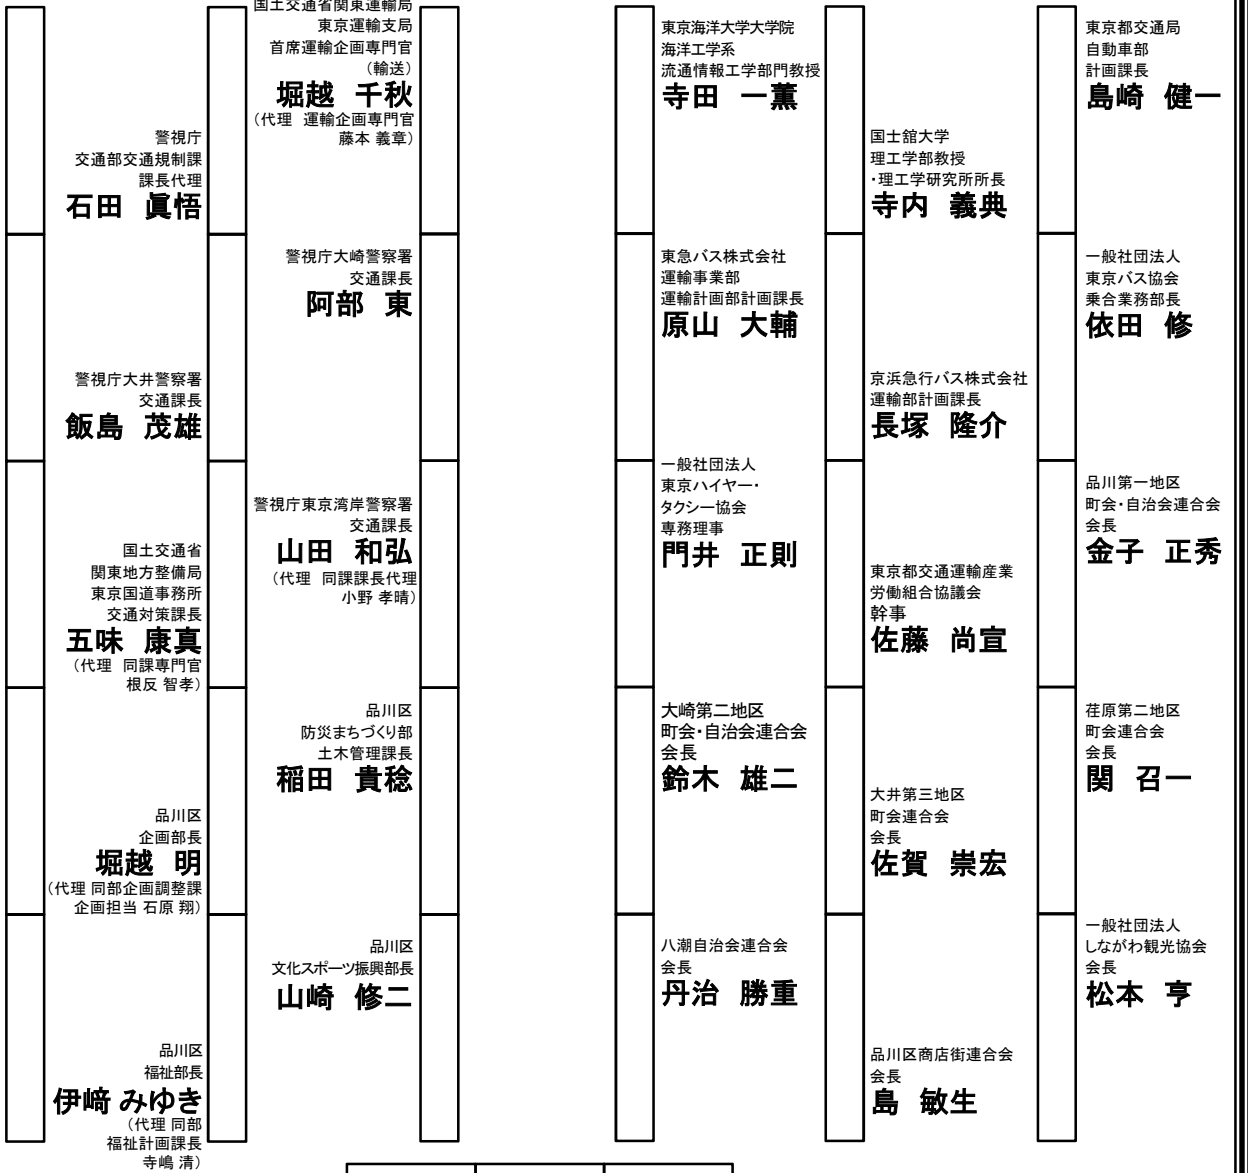 警視庁
交通部交通規制課
課長代理
石田 眞悟
警視庁大井警察署
交通課長
飯島 茂雄
国土交通省
関東地方整備局
東京国道事務所
交通対策課長
五味 康真
（代理 同課専門官
根反 智孝）
品川区
企画部長
堀越 明
（代理 同部企画調整課
企画担当 石原 翔）
品川区
福祉部長
伊﨑 みゆき
（代理 同部
福祉計画課長
寺嶋 清）
国土交通省関東運輸局
東京運輸支局
首席運輸企画専門官
（輸送）
堀越 千秋
（代理 運輸企画専門官
藤本 義章）
警視庁大崎警察署
交通課長
阿部 東
警視庁東京湾岸警察署
交通課長
山田 和弘
（代理 同課課長代理
小野 孝晴）
品川区
防災まちづくり部
土木管理課長
稲田 貴稔
品川区
文化スポーツ振興部長
山崎 修二
東京海洋大学大学院
海洋工学系
流通情報工学部門教授
寺田 一薫
東急バス株式会社
運輸事業部
運輸計画部計画課長
原山 大輔
一般社団法人
東京ハイヤー・
タクシー協会
専務理事
門井 正則
大崎第二地区
町会・自治会連合会
会長
鈴木 雄二
八潮自治会連合会
会長
丹治 勝重
国士舘大学
理工学部教授
・理工学研究所所長
寺内 義典
京浜急行バス株式会社
運輸部計画課長
長塚 隆介
東京都交通運輸産業
労働組合協議会
幹事
佐藤 尚宣
大井第三地区
町会連合会
会長
佐賀 崇宏
品川区商店街連合会
会長
島 敏生
東京都交通局
自動車部
計画課長
島崎 健一
一般社団法人
東京バス協会
乗合業務部長
依田 修
品川第一地区
町会・自治会連合会
会長
金子 正秀
荏原第二地区
町会連合会
会長
関 召一
一般社団法人
しながわ観光協会
会長
松本 亨